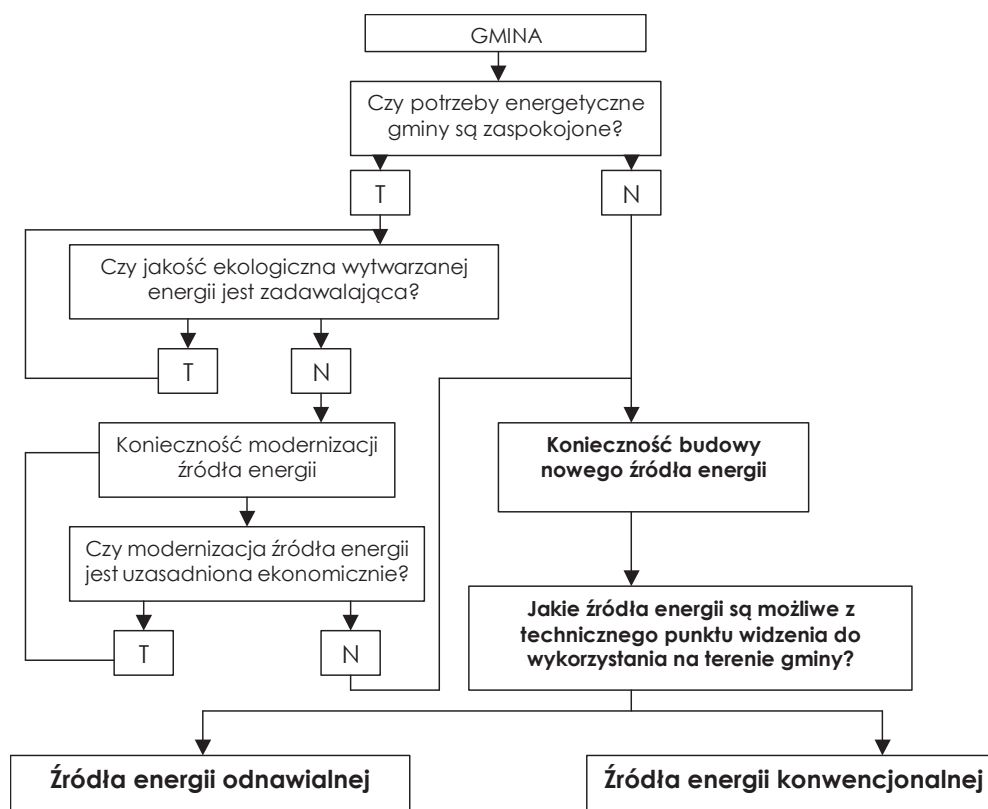 GMINA
Czy potrzeby energetyczne
gminy są zaspokojone?
T
N
Czy jakość ekologiczna wytwarzanej
energii jest zadawalająca?
T
N
Konieczność modernizacji
źródła energii
Konieczność budowy
nowego źródła energii
Czy modernizacja źródła energii
jest uzasadniona ekonomicznie?
T
N
Jakie źródła energii są możliwe z
technicznego punktu widzenia do
wykorzystania na terenie gminy?
Źródła energii odnawialnej
Źródła energii konwencjonalnej